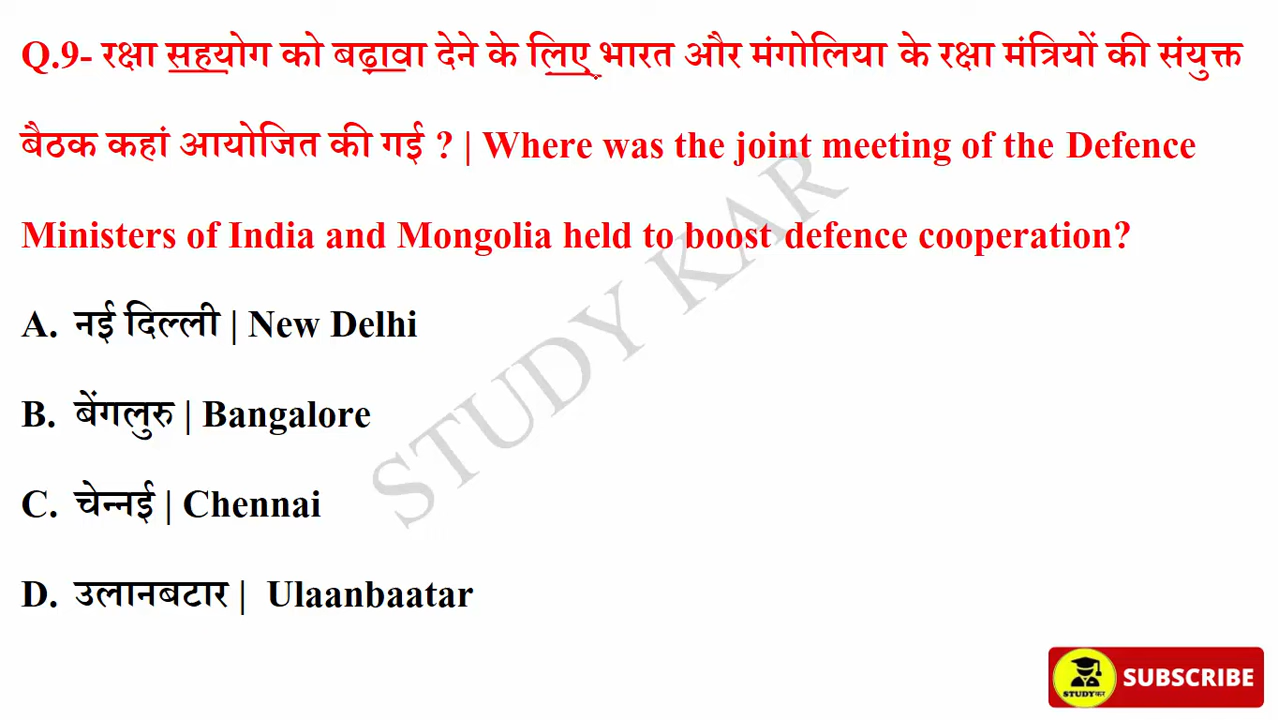 Q.9- रक्षा सहयोग को बढ़ावा देने के लिए भारत और मंगोलिया के रक्षा मंत्रियों की संयुक्त
बैठक कहां आयोजित की गई ? | Where was the joint meeting of the Defence
Ministers of India and Mongolia held to boost defence cooperation?
A. नई दिल्ली | New Delhi
B. बेंगलुरु | Bangalore
C. चेन्नई | Chennai
D. उलानबटार | Ulaanbaatar
STUDY KAR
STUDYकर
SUBSCRIBE